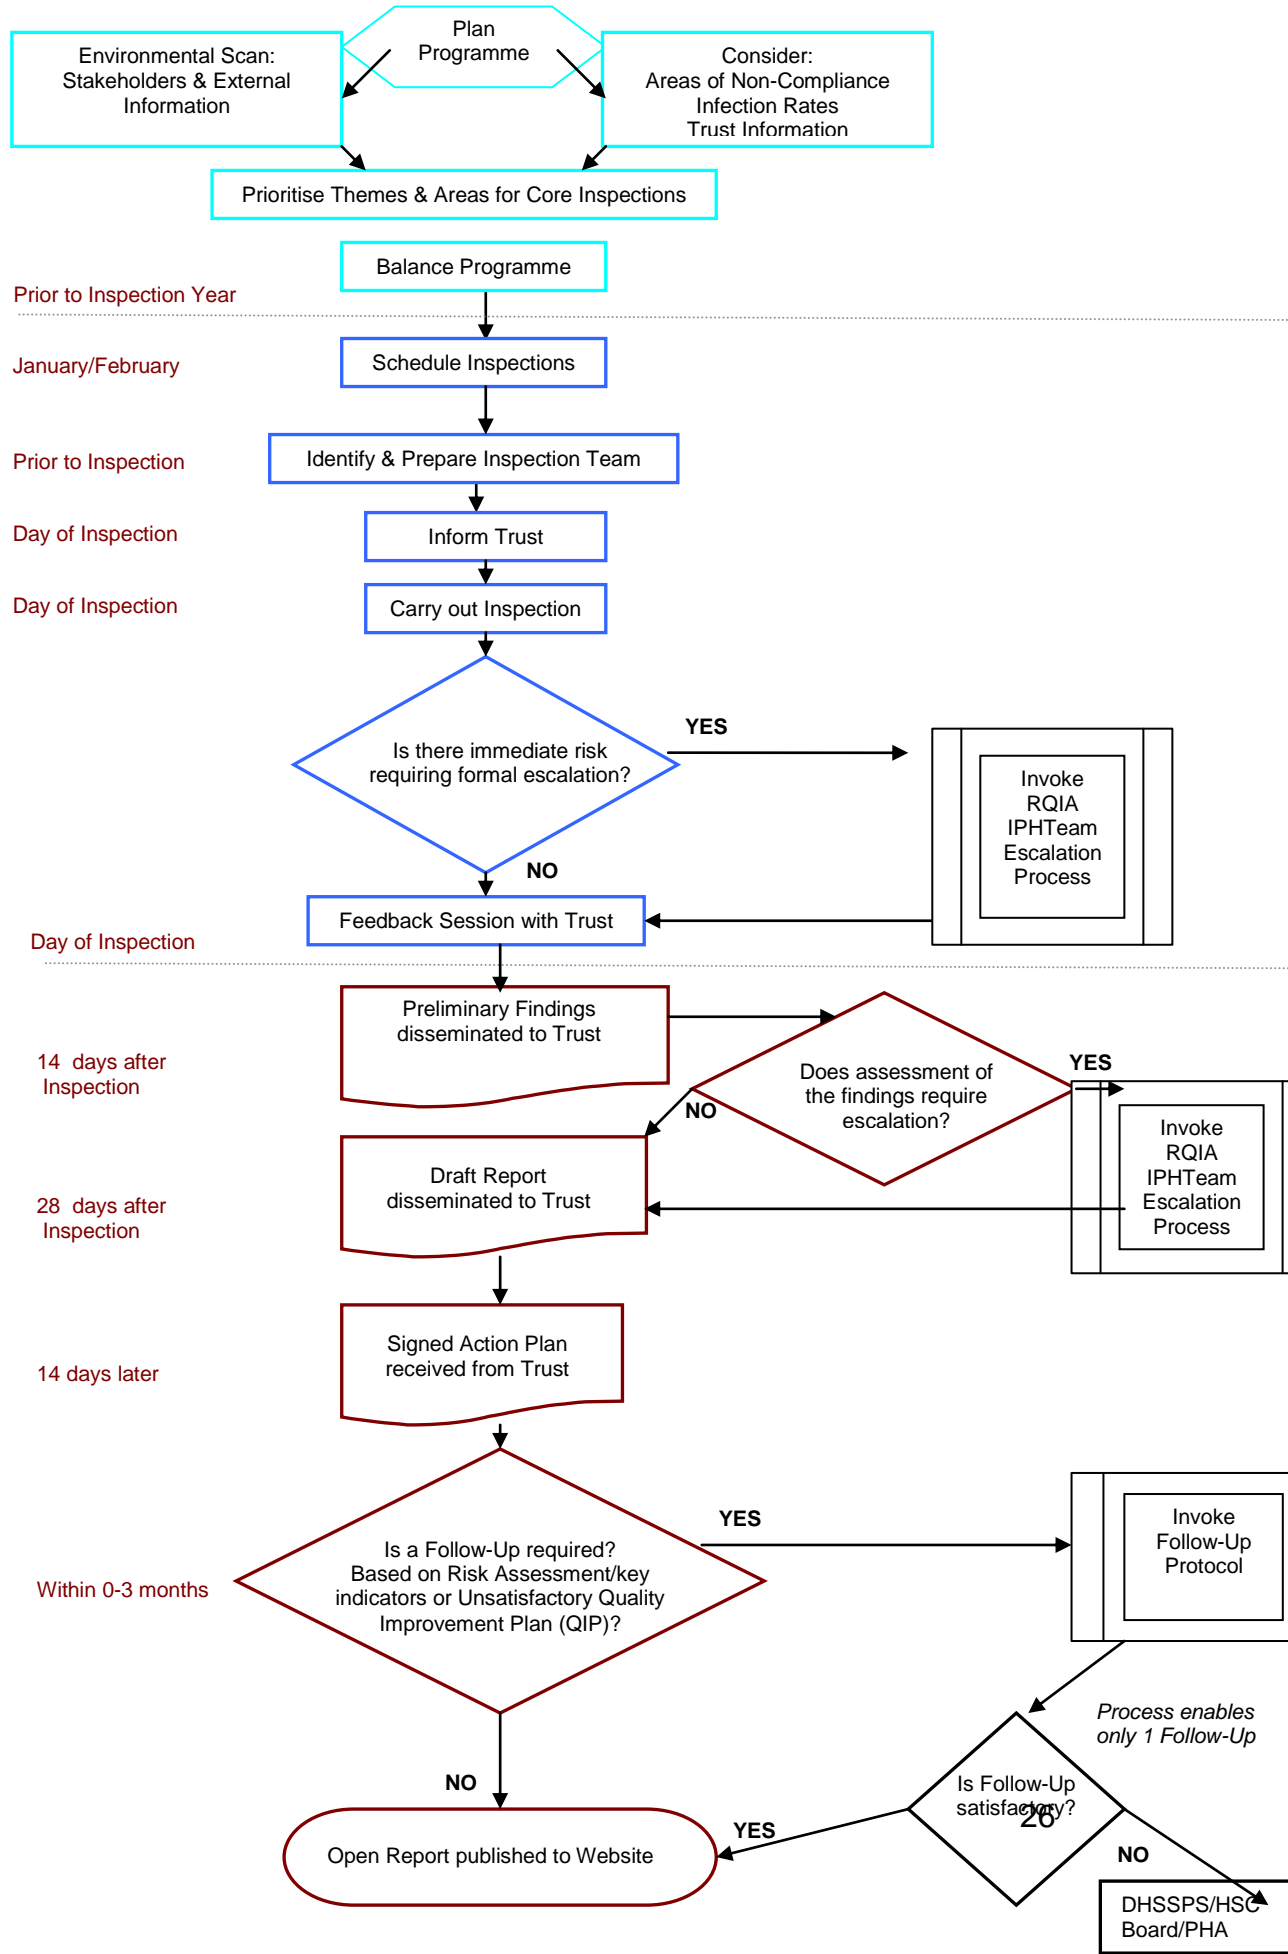 Plan
Programme
Environmental Scan:
Stakeholders & External
Information
Consider:
Areas of Non-Compliance
Infection Rates
Trust Information
Prioritise Themes & Areas for Core Inspections
Balance Programme
Prior to Inspection Year
January/February
Schedule Inspections
Prior to Inspection
Identify & Prepare Inspection Team
Day of Inspection
Inform Trust
Day of Inspection
Carry out Inspection
Is there immediate risk
requiring formal escalation?
YES
Invoke
RQIA
IPHTeam
Escalation
Process
NO
Feedback Session with Trust
Day of Inspection
Preliminary Findings
disseminated to Trust
14 days after
Inspection
Does assessment of
the findings require
escalation?
YES
NO
Invoke
RQIA
IPHTeam
Escalation
Process
Draft Report
disseminated to Trust
28 days after
Inspection
Signed Action Plan
received from Trust
14 days later
Is a Follow-Up required?
Based on Risk Assessment/key
indicators or Unsatisfactory Quality
Improvement Plan (QIP)?
Within 0-3 months
YES
Invoke
Follow-Up
Protocol
Process enables
only 1 Follow-Up
NO
Is Follow-Up
satisfactory?
26
YES
NO
Open Report published to Website
DHSSPS/HSC
Board/PHA